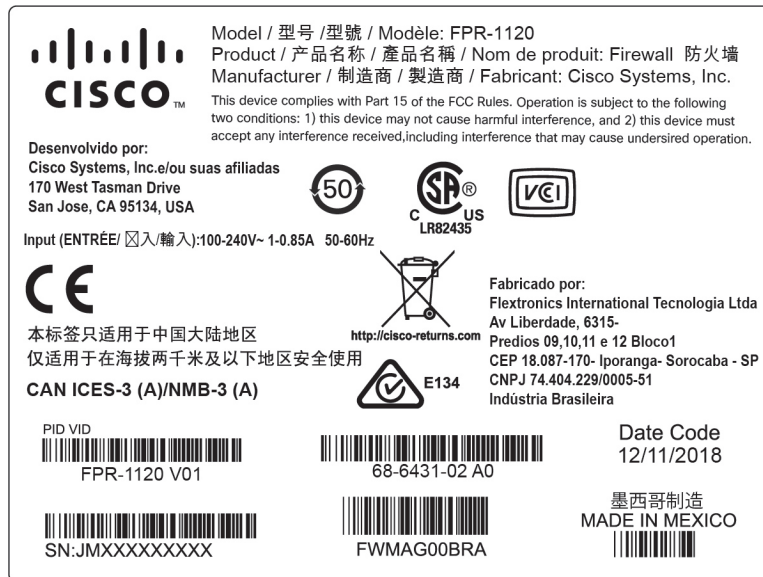 CISCO™
Model / 型号 /型號 / Modèle: FPR-1120
Product / 产品名称 / 產品名稱 / Nom de produit: Firewall 防火墙
Manufacturer / 制造商 / 製造商 / Fabricant: Cisco Systems, Inc.
This device complies with Part 15 of the FCC Rules. Operation is subject to the following
two conditions: 1) this device may not cause harmful interference, and 2) this device must
accept any interference received,including interference that may cause undersired operation.
Desenvolvido por:
Cisco Systems, Inc.e/ou suas afiliadas
170 West Tasman Drive
San Jose, CA 95134, USA
50
SA®
C US
LR82435
VCI
Input (ENTRÉE/ ☒入/輸入):100-240V~ 1-0.85A 50-60Hz
CE
本标签只适用于中国大陆地区
仅适用于在海拔两千米及以下地区安全使用
CAN ICES-3 (A)/NMB-3 (A)
http://cisco-returns.com
E134
Fabricado por:
Flextronics International Tecnologia Ltda
Av Liberdade, 6315-
Predios 09,10,11 e 12 Bloco1
CEP 18.087-170- Iporanga- Sorocaba - SP
CNPJ 74.404.229/0005-51
Indústria Brasileira
PID VID
FPR-1120 V01
68-6431-02 A0
Date Code
12/11/2018
SN:JMXXXXXXXXX
FWMAG00BRA
墨西哥制造
MADE IN MEXICO